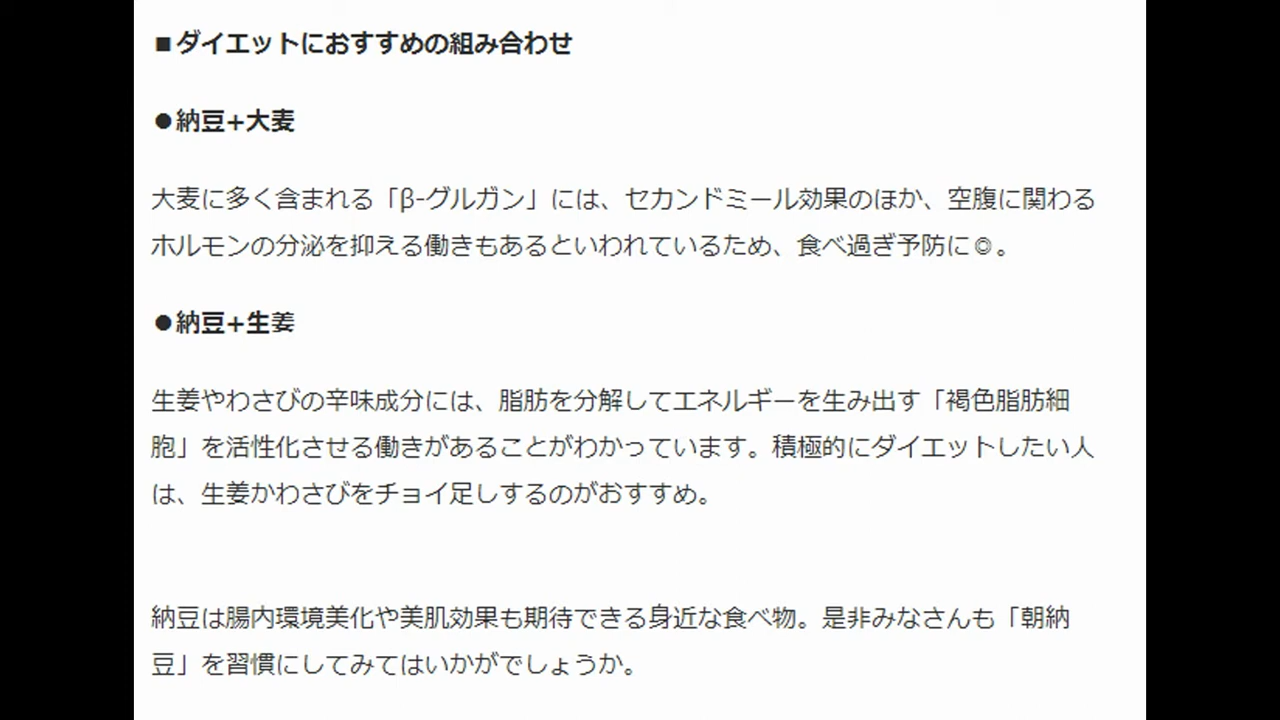 ■ダイエットにおすすめの組み合わせ
●納豆+大麦
大麦に多く含まれる「β-グルガン」には、セカンドミール効果のほか、空腹に関わる
ホルモンの分泌を抑える働きもあるといわれているため、食べ過ぎ予防に◎。
●納豆+生姜
生姜やわさびの辛味成分には、脂肪を分解してエネルギーを生み出す「褐色脂肪細
胞」を活性化させる働きがあることがわかっています。積極的にダイエットしたい人
は、生姜かわさびをチョイ足しするのがおすすめ。
納豆は腸内環境美化や美肌効果も期待できる身近な食べ物。是非みなさんも「朝納
豆」を習慣にしてみてはいかがでしょうか。